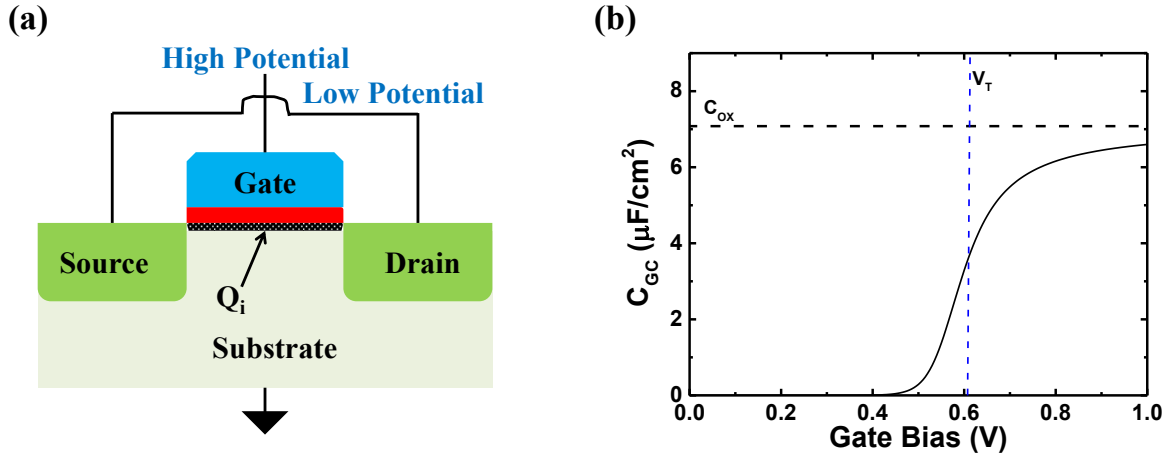 (a)
High Potential
Low Potential
Gate
Source
Drain
Qi
Substrate
(b)
VT
COX
8
6
4
2
0
0.0 0.2 0.4 0.6 0.8 1.0
CGC (μF/cm2)
Gate Bias (V)